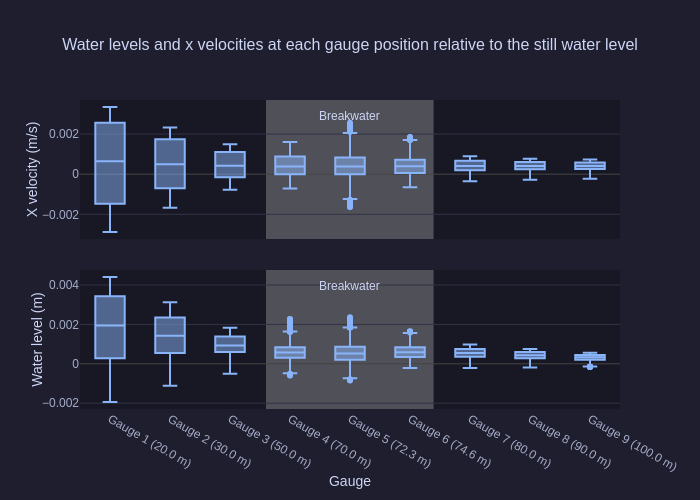 Water levels and x velocities at each gauge position relative to the still water level
Breakwater
0.002
0
−0.002
X velocity (m/s)
Breakwater
0.004
0.002
0
−0.002
Water level (m)
Gauge 1 (20.0 m)
Gauge 2 (30.0 m)
Gauge 3 (50.0 m)
Gauge 4 (70.0 m)
Gauge 5 (72.3 m)
Gauge 6 (74.6 m)
Gauge 7 (80.0 m)
Gauge 8 (90.0 m)
Gauge 9 (100.0 m)
Gauge